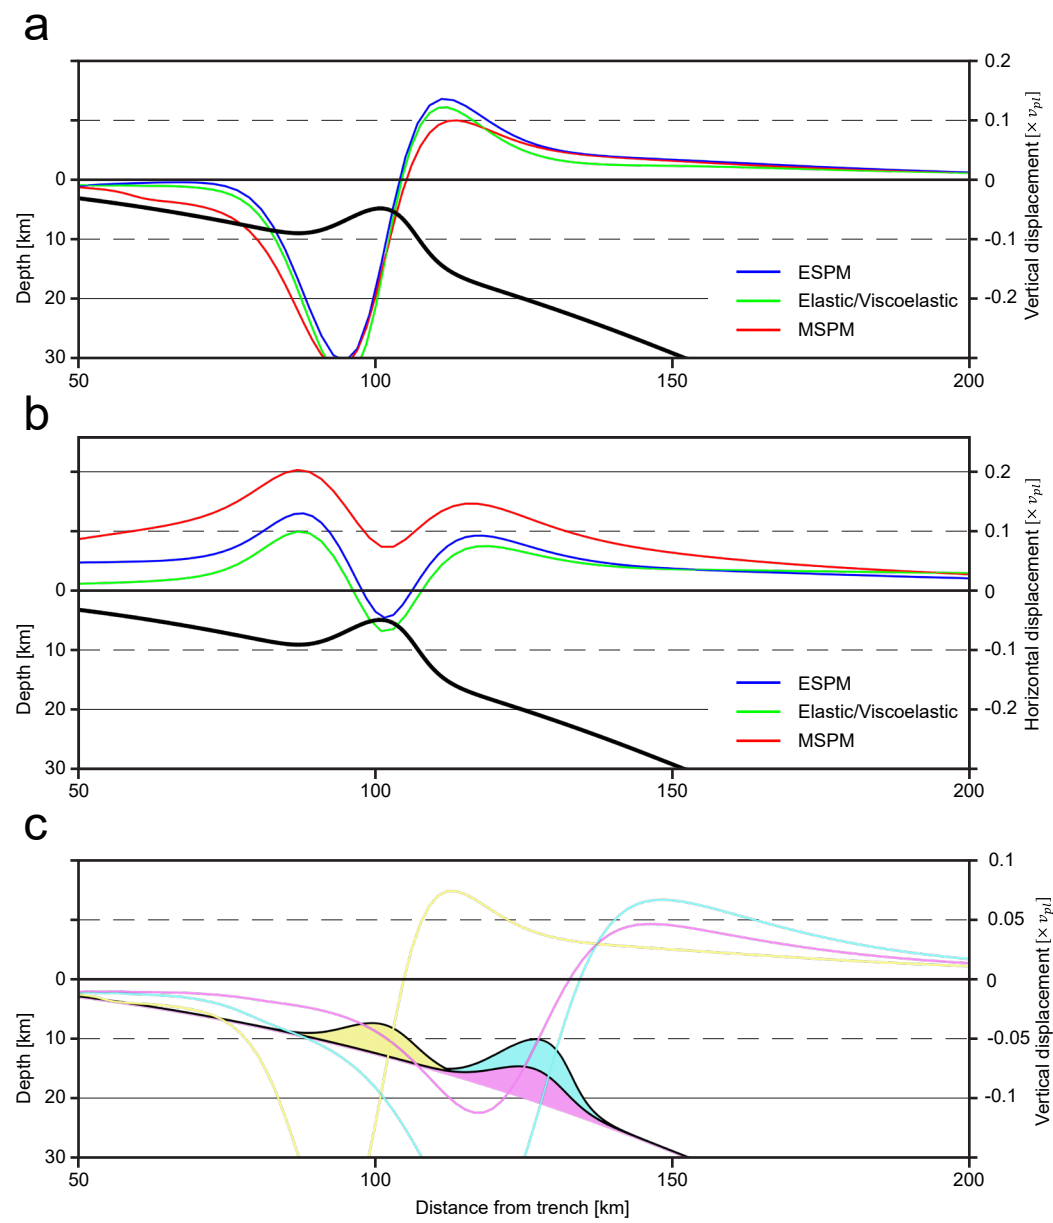 a
0.2
0.1
0
0
10
-0.1
20
-0.2
30
50
100
150
200
Depth [km]
Vertical displacement [× v_pl]
ESPM
Elastic/Viscoelastic
MSPM
b
0.2
0.1
0
0
10
-0.1
20
-0.2
30
50
100
150
200
Depth [km]
Horizontal displacement [× v_pl]
ESPM
Elastic/Viscoelastic
MSPM
c
0.1
0.05
0
0
10
-0.05
20
-0.1
30
50
100
150
200
Depth [km]
Vertical displacement [× v_pl]
Distance from trench [km]